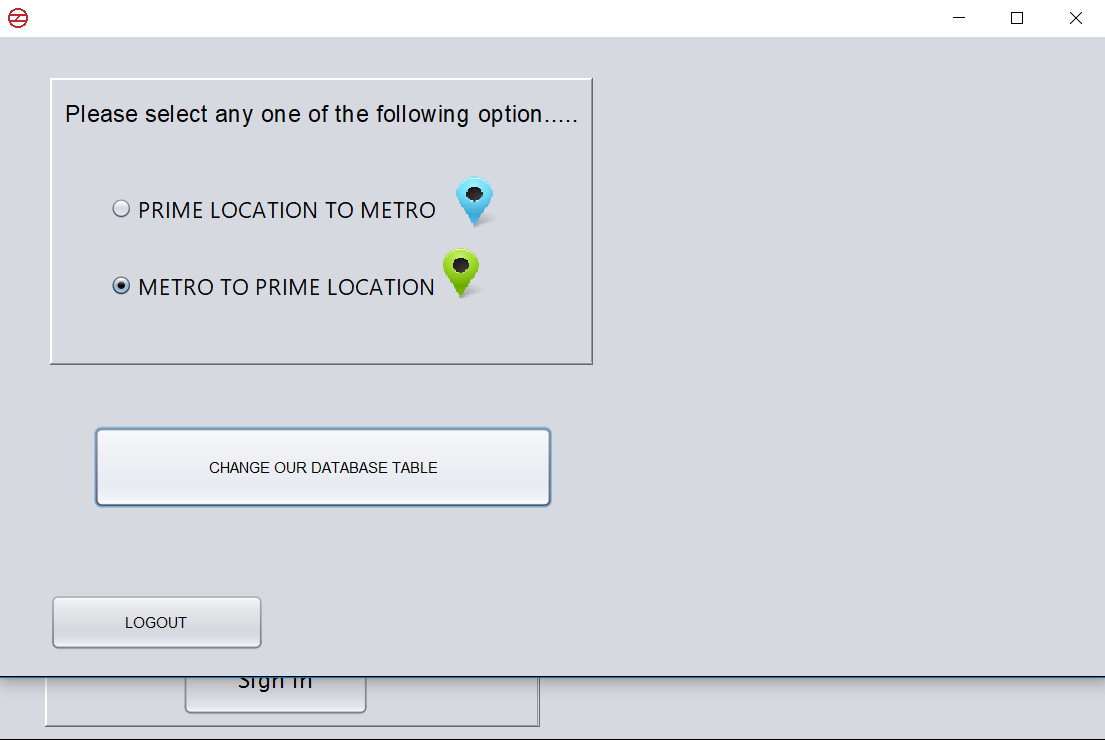 Please select any one of the following option.....
PRIME LOCATION TO METRO
METRO TO PRIME LOCATION
CHANGE OUR DATABASE TABLE
LOGOUT
Sign In